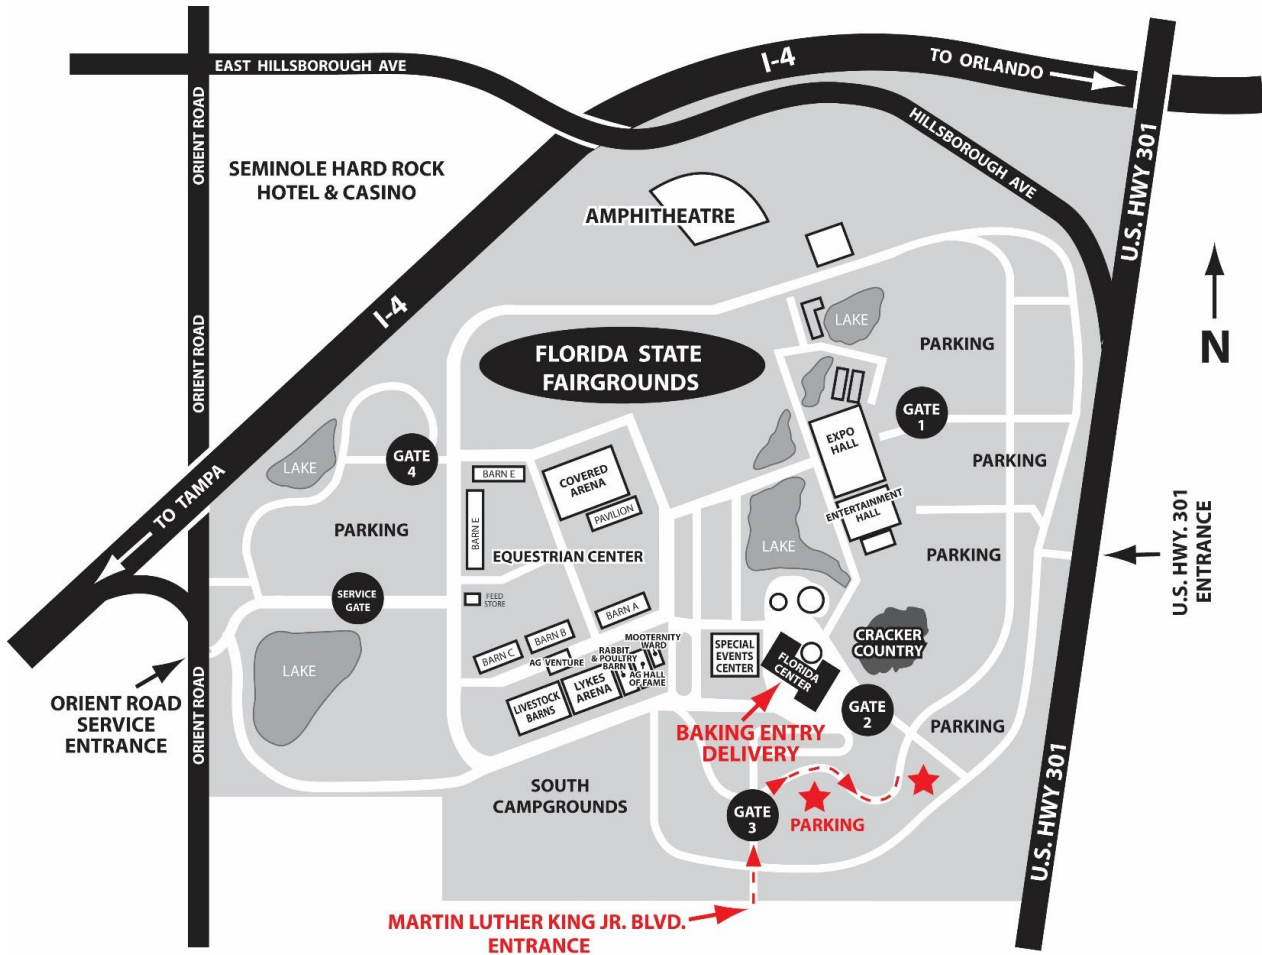 EAST HILLSBOROUGH AVE
I-4
TO ORLANDO
ORIENT ROAD
HILLSBOROUGH AVE
U.S. HWY 301
SEMINOLE HARD ROCK
HOTEL & CASINO
AMPHITHEATRE
I-4
LAKE
N
ORIENT ROAD
FLORIDA STATE
FAIRGROUNDS
PARKING
GATE
1
EXPO
HALL
GATE
4
LAKE
TO TAMPA
BARN E
COVERED
ARENA
PAVILION
PARKING
ENTERTAINMENT
HALL
PARKING
BARN E
EQUESTRIAN CENTER
LAKE
PARKING
U.S. HWY. 301
ENTRANCE
SERVICE
GATE
FEED
STORE
BARN A
BARN B
BARN C
AG VENTURE
MOOTERNITY
WARD
RABBIT
& POULTRY
BARN
AG HALL
OF FAME
SPECIAL
EVENTS
CENTER
FLORIDA
CENTER
CRACKER
COUNTRY
LAKE
LYKES
ARENA
LIVESTOCK
BARNS
ORIENT ROAD
SERVICE
ENTRANCE
ORIENT ROAD
GATE
2
PARKING
BAKING ENTRY
DELIVERY
SOUTH
CAMPGROUNDS
GATE
3
PARKING
U.S. HWY 301
MARTIN LUTHER KING JR. BLVD.
ENTRANCE